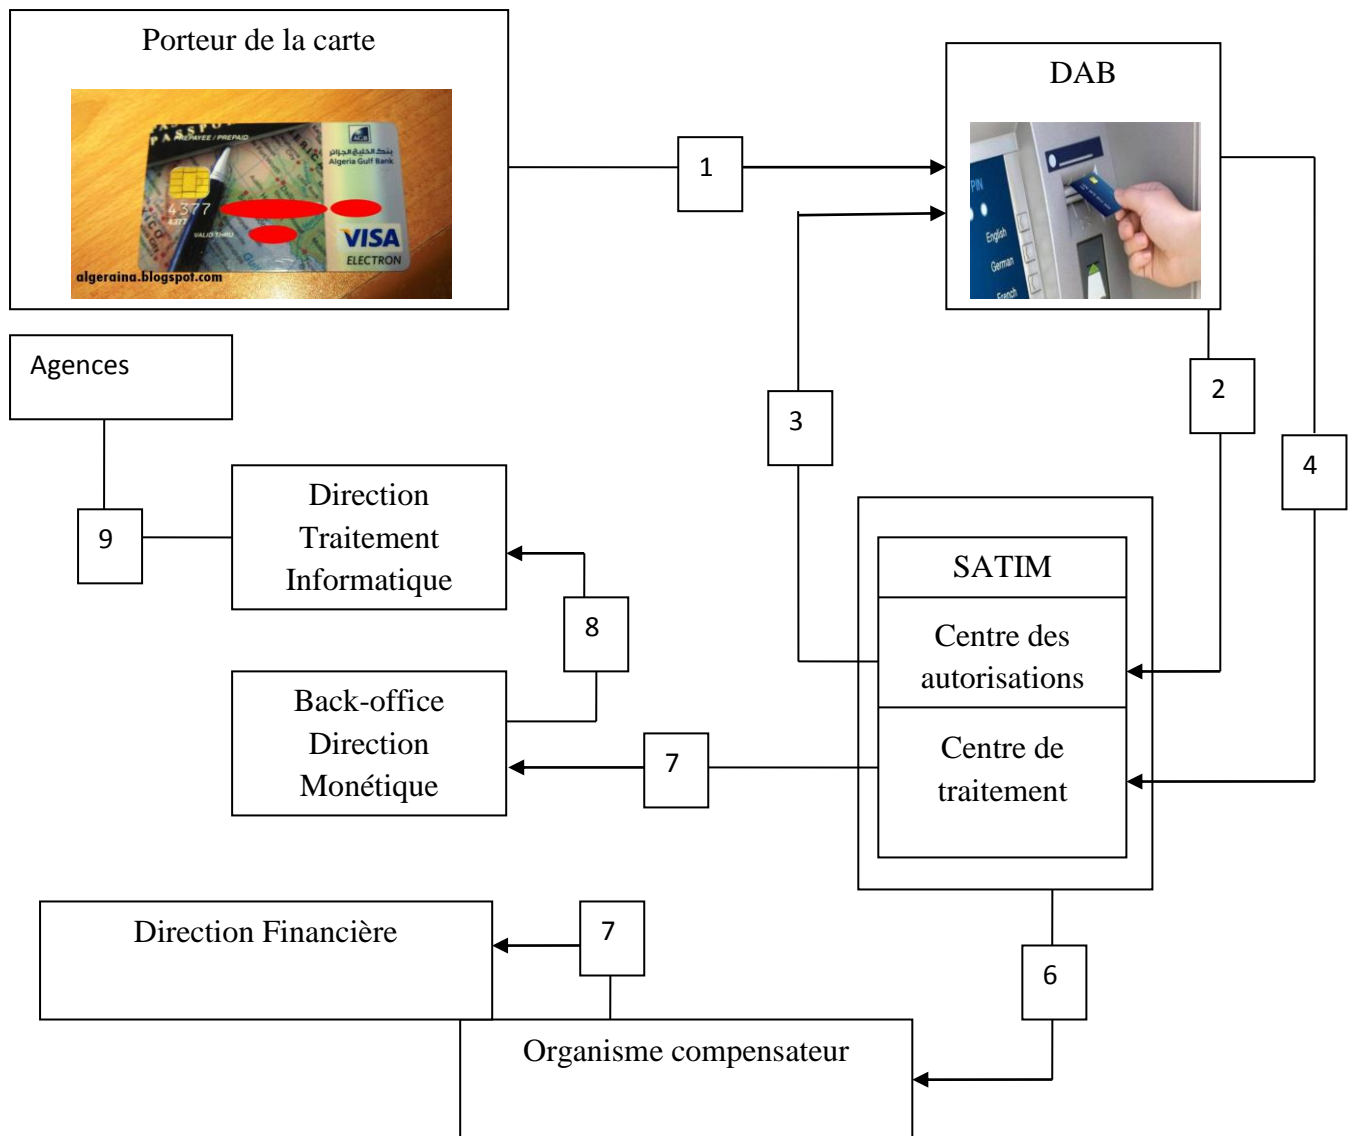 Porteur de la carte
PASSPO
PREPAYEE / PREPAID
بنك الخليج الجزائر
Algeria Gulf Bank
4377
4377
VALID THRU
VISA
ELECTRON
algeraina.blogspot.com
1
DAB
PIN
English
German
French
Agences
2
3
4
9
Direction
Traitement
Informatique
8
SATIM
Centre des
autorisations
Back-office
Direction
Monétique
7
Centre de
traitement
Direction Financière
7
6
Organisme compensateur